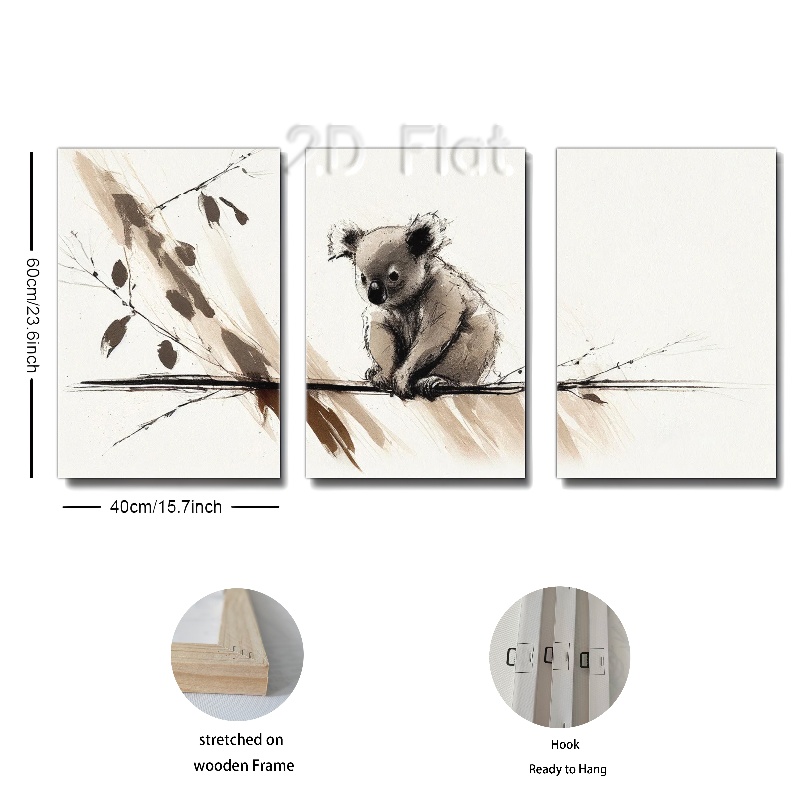 2D Flat
60cm/23.6inch
40cm/15.7inch
stretched on
wooden Frame
Hook
Ready to Hang